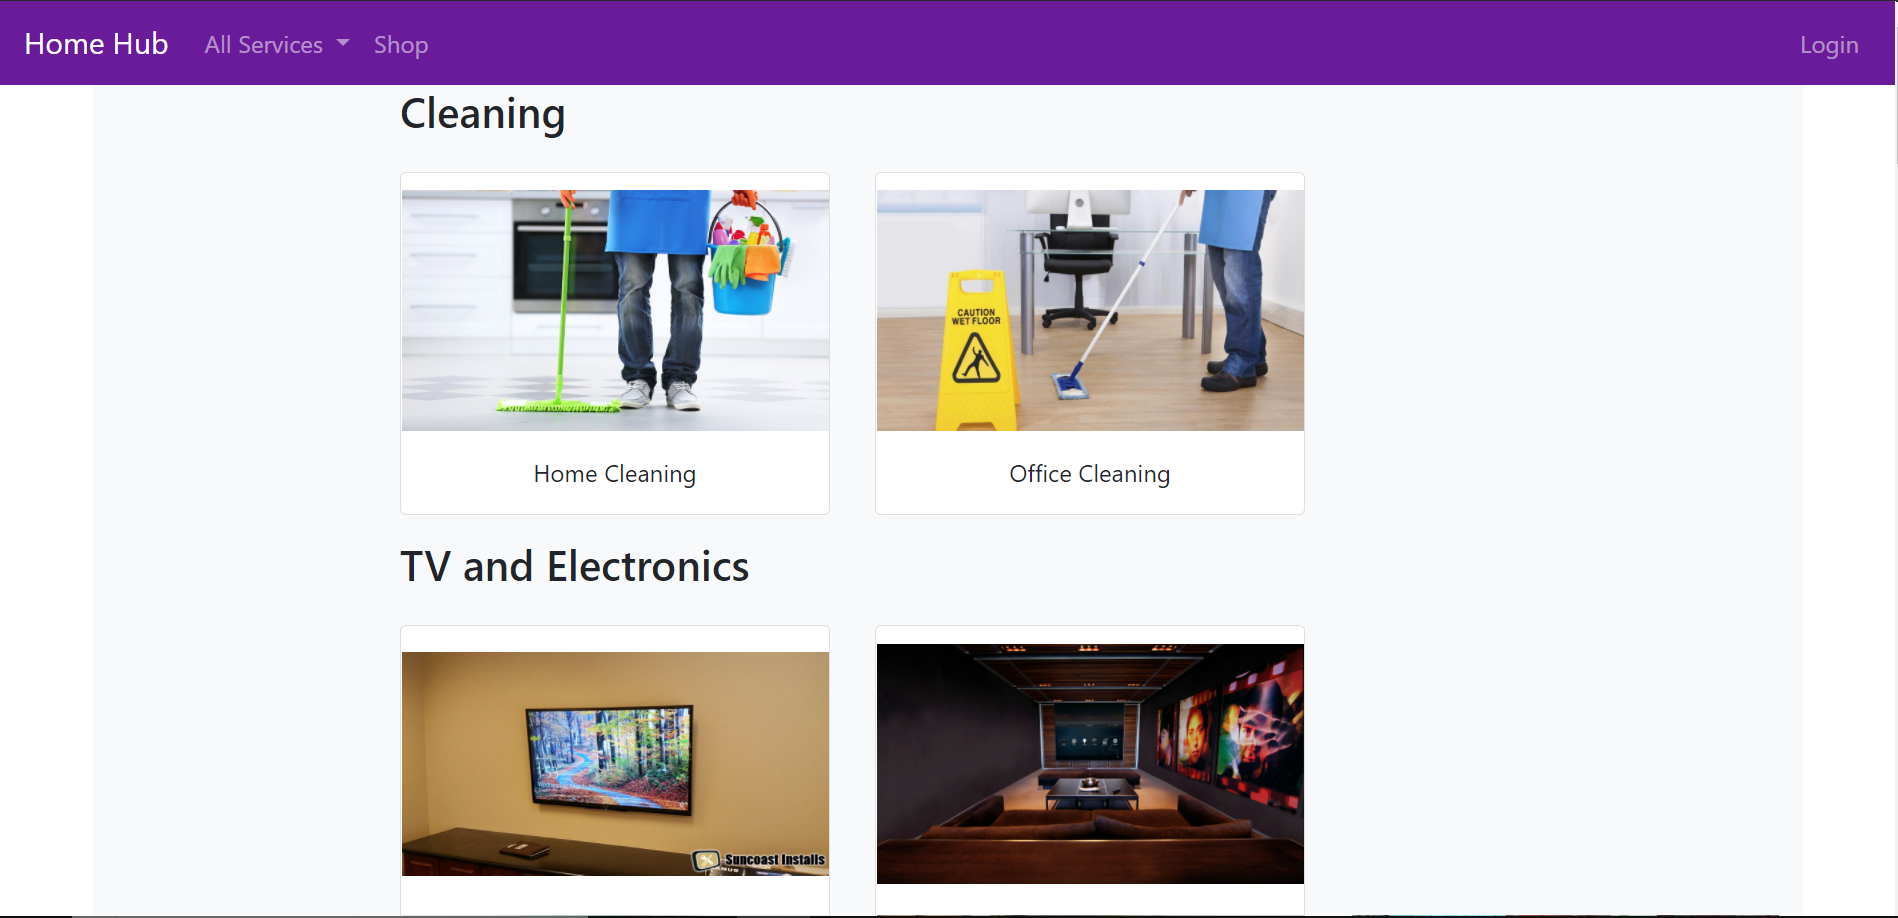 Home Hub All Services Shop Login
Cleaning
CAUTION
WET FLOOR
Home Cleaning Office Cleaning
TV and Electronics
Suncoast Installs